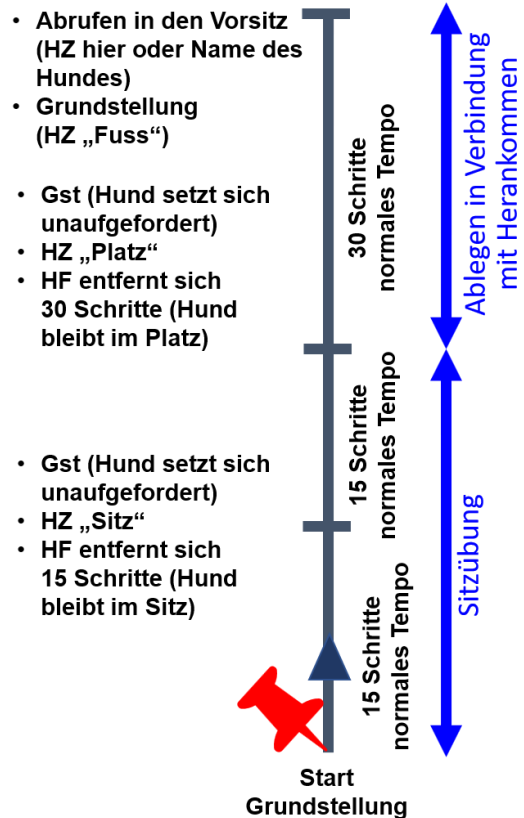 • Abrufen in den Vorsitz
(HZ hier oder Name des
Hundes)
• Grundstellung
(HZ „Fuss“)
• Gst (Hund setzt sich
unaufgefordert)
• HZ „Platz“
• HF entfernt sich
30 Schritte (Hund
bleibt im Platz)
• Gst (Hund setzt sich
unaufgefordert)
• HZ „Sitz“
• HF entfernt sich
15 Schritte (Hund
bleibt im Sitz)
30 Schritte
normales Tempo
15 Schritte
normales Tempo
15 Schritte
normales Tempo
Ablegen in Verbindung
mit Herankommen
Sitzübung
Start
Grundstellung